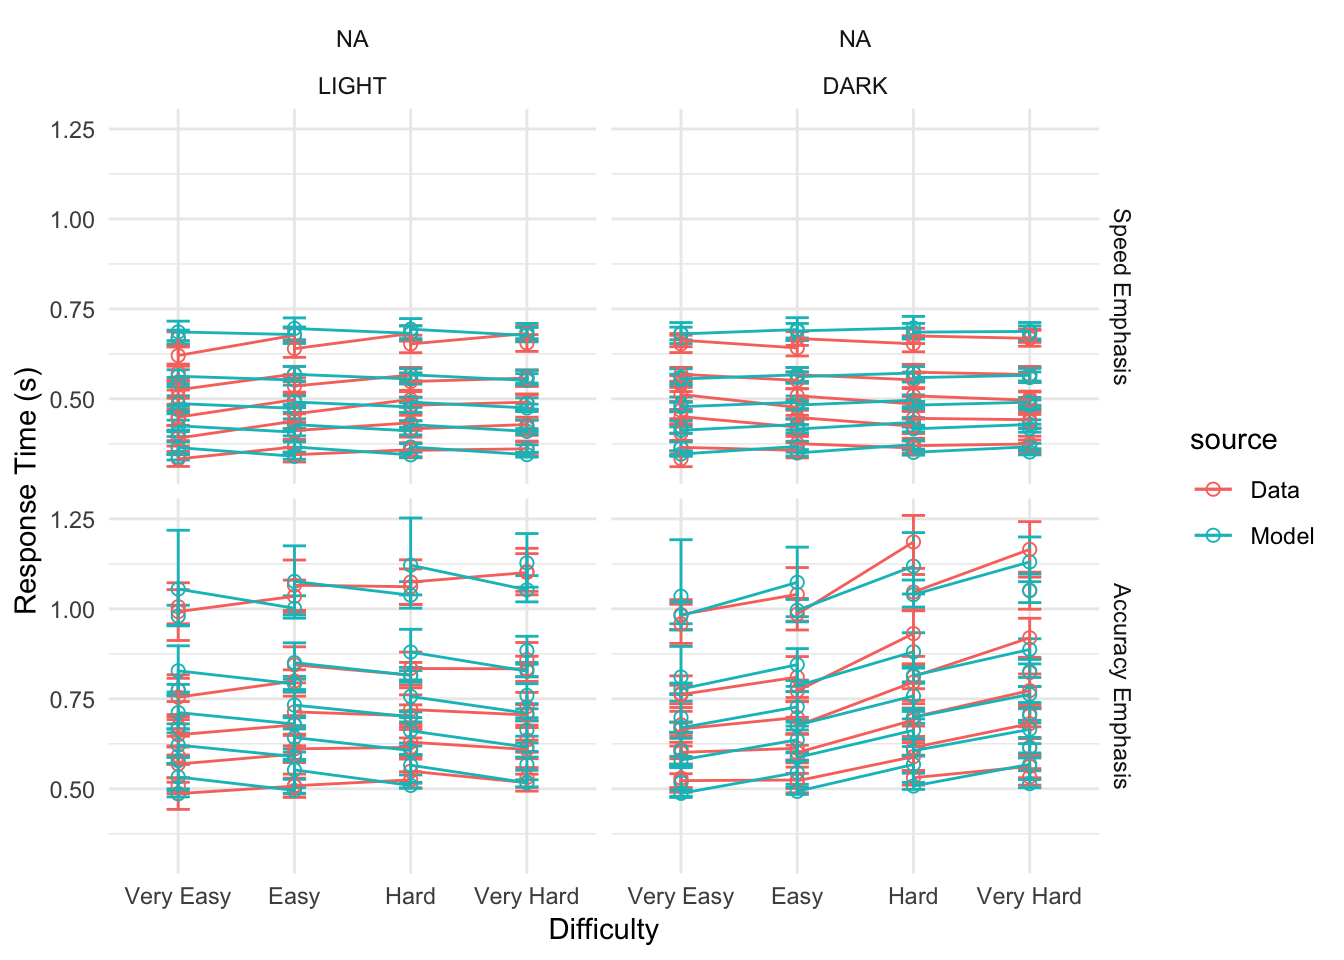 NA
NA
LIGHT
DARK
1.25
1.00
0.75
0.50
Speed Emphasis
1.25
1.00
0.75
0.50
Accuracy Emphasis
Response Time (s)
Very Easy
Easy
Hard
Very Hard
Very Easy
Easy
Hard
Very Hard
Difficulty
source
Data
Model